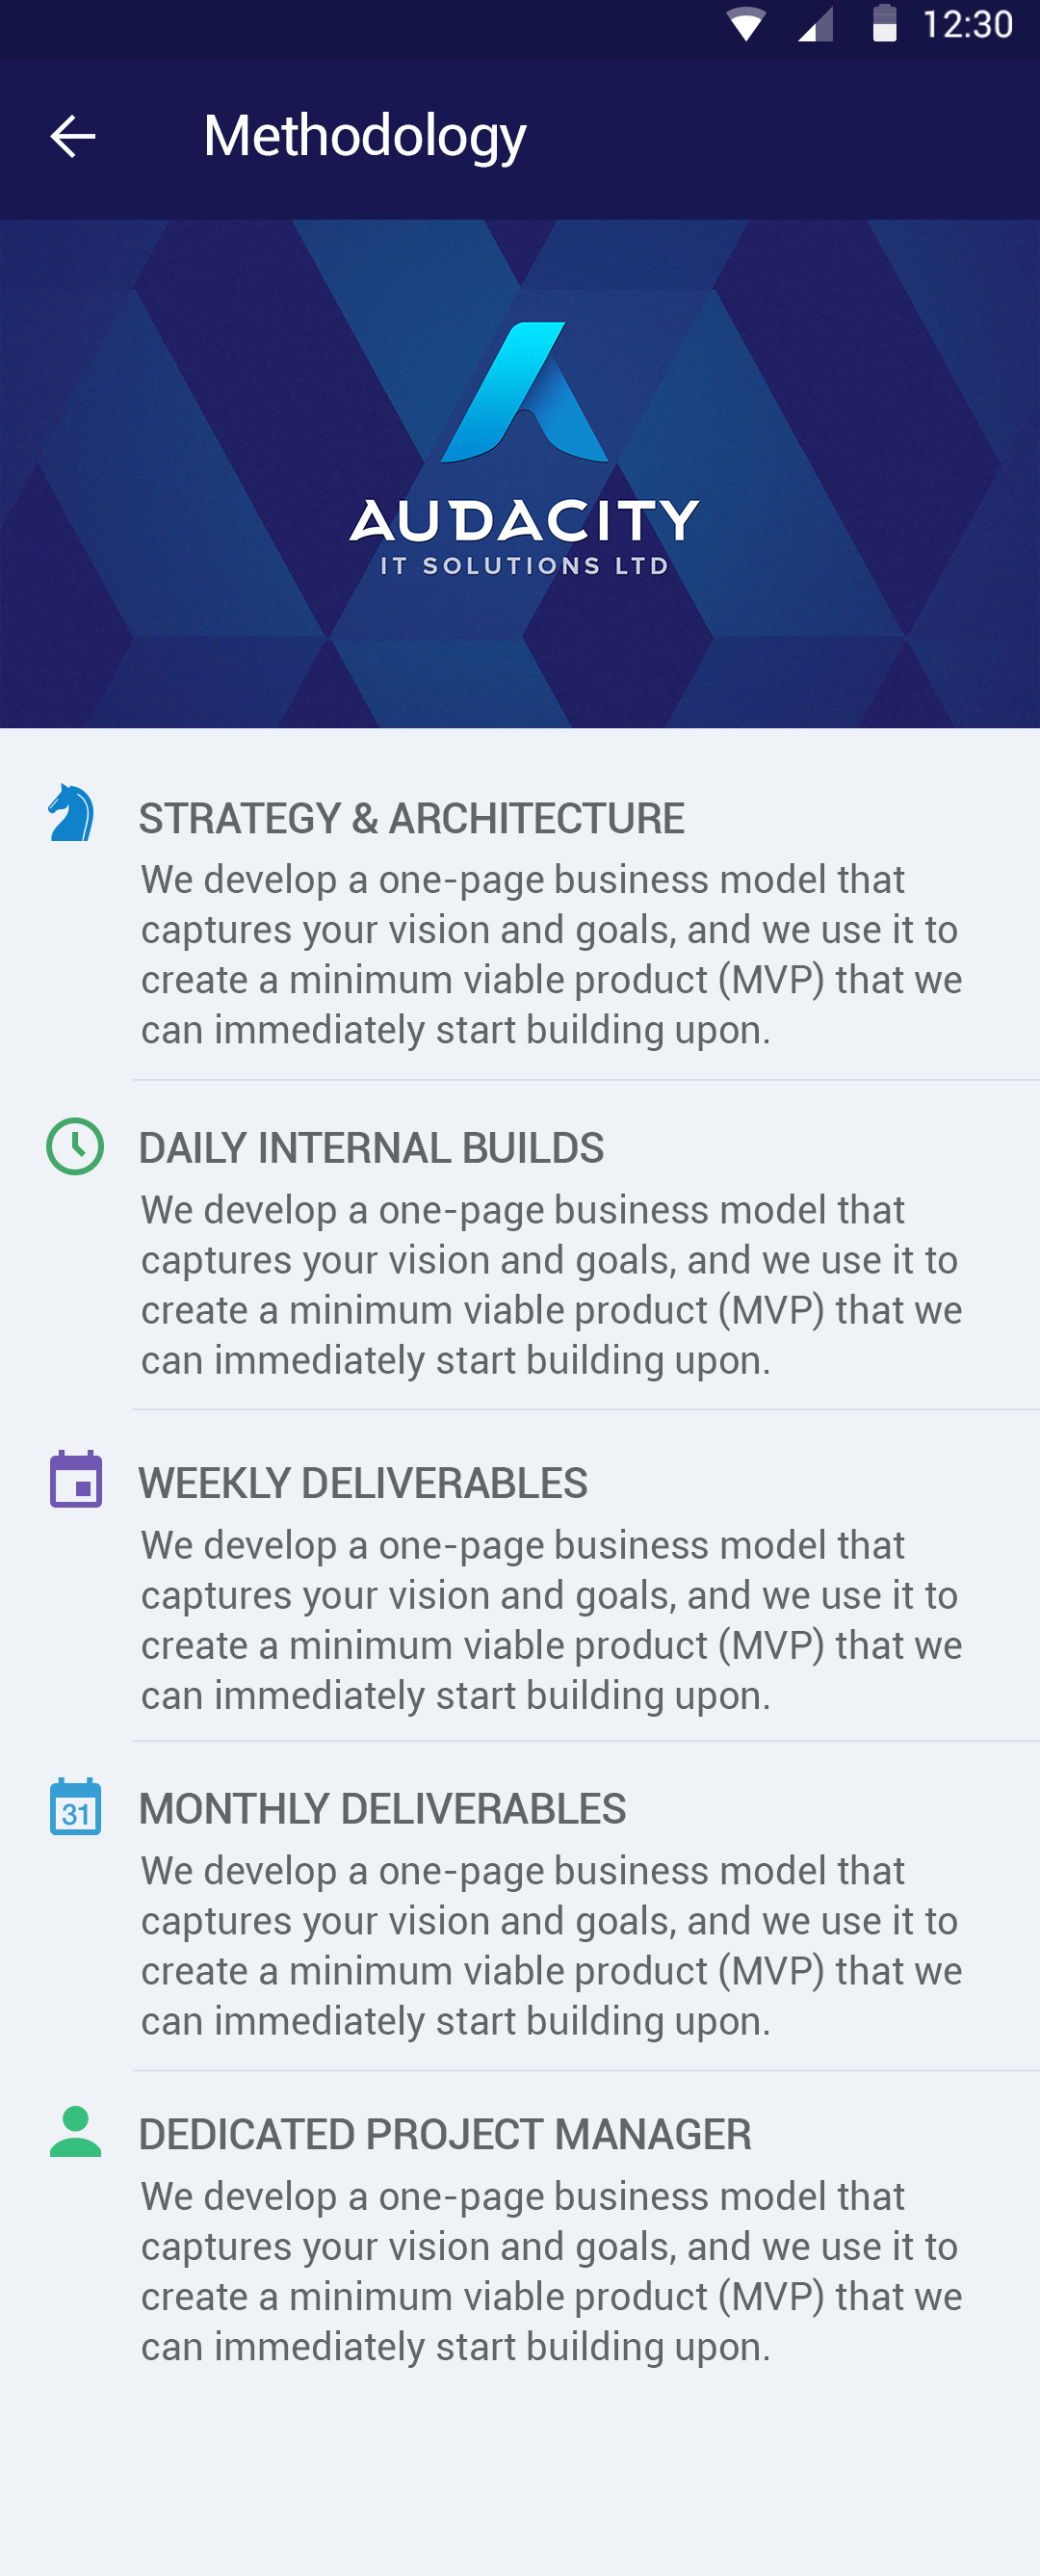 12:30
Methodology
AUDACITY
IT SOLUTIONS LTD
STRATEGY & ARCHITECTURE
We develop a one-page business model that
captures your vision and goals, and we use it to
create a minimum viable product (MVP) that we
can immediately start building upon.
DAILY INTERNAL BUILDS
We develop a one-page business model that
captures your vision and goals, and we use it to
create a minimum viable product (MVP) that we
can immediately start building upon.
WEEKLY DELIVERABLES
We develop a one-page business model that
captures your vision and goals, and we use it to
create a minimum viable product (MVP) that we
can immediately start building upon.
31
MONTHLY DELIVERABLES
We develop a one-page business model that
captures your vision and goals, and we use it to
create a minimum viable product (MVP) that we
can immediately start building upon.
DEDICATED PROJECT MANAGER
We develop a one-page business model that
captures your vision and goals, and we use it to
create a minimum viable product (MVP) that we
can immediately start building upon.